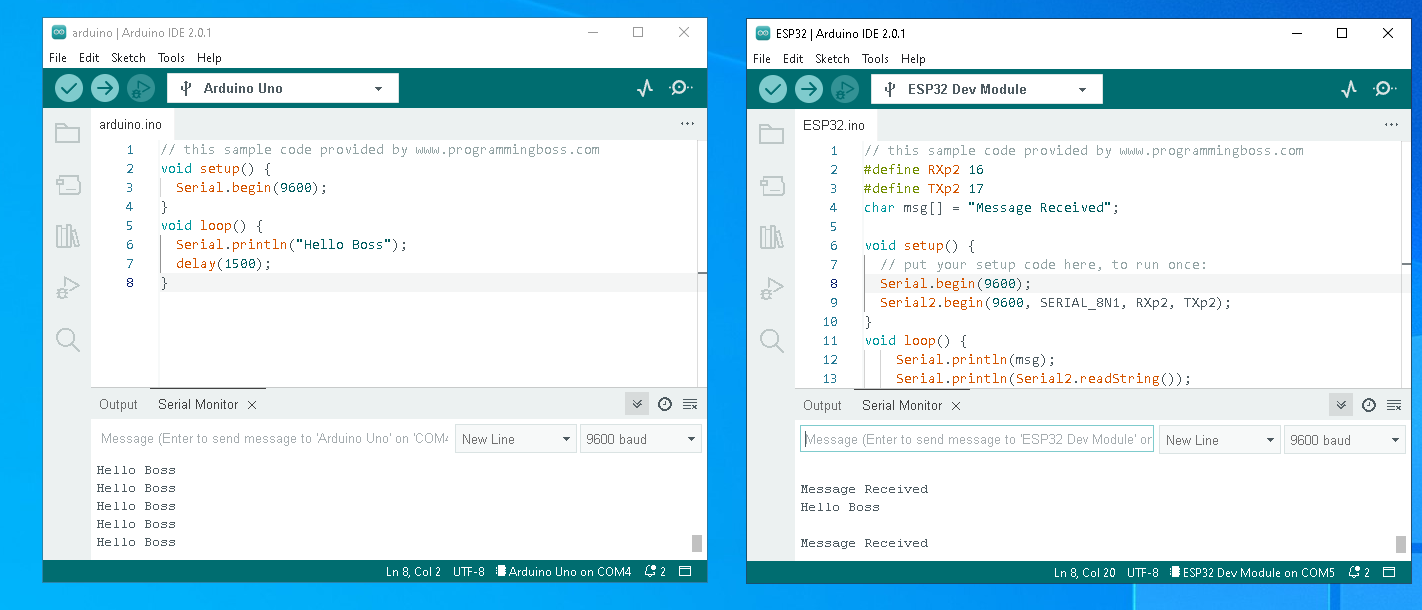 arduino | Arduino IDE 2.0.1
File Edit Sketch Tools Help
Arduino Uno
arduino.ino
1 // this sample code provided by www.programmingboss.com
2 void setup() {
3 Serial.begin(9600);
4 }
5 void loop() {
6 Serial.println("Hello Boss");
7 delay(1500);
8 }
Output Serial Monitor
Message (Enter to send message to 'Arduino Uno' on 'COM4 New Line 9600 baud
Hello Boss
Hello Boss
Hello Boss
Hello Boss
Hello Boss
Ln 8, Col 2 UTF-8 Arduino Uno on COM4 2
ESP32 | Arduino IDE 2.0.1
File Edit Sketch Tools Help
ESP32 Dev Module
ESP32.ino
1 // this sample code provided by www.programmingboss.com
2 #define RXp2 16
3 #define TXp2 17
4 char msg[] = "Message Received";
5
6 void setup() {
7 // put your setup code here, to run once:
8 Serial.begin(9600);
9 Serial2.begin(9600, SERIAL_8N1, RXp2, TXp2);
10 }
11 void loop() {
12 Serial.println(msg);
13 Serial.println(Serial2.readString());
Output Serial Monitor
Message (Enter to send message to 'ESP32 Dev Module' on New Line 9600 baud
Message Received
Hello Boss
Message Received
Ln 8, Col 20 UTF-8 ESP32 Dev Module on COM5 2